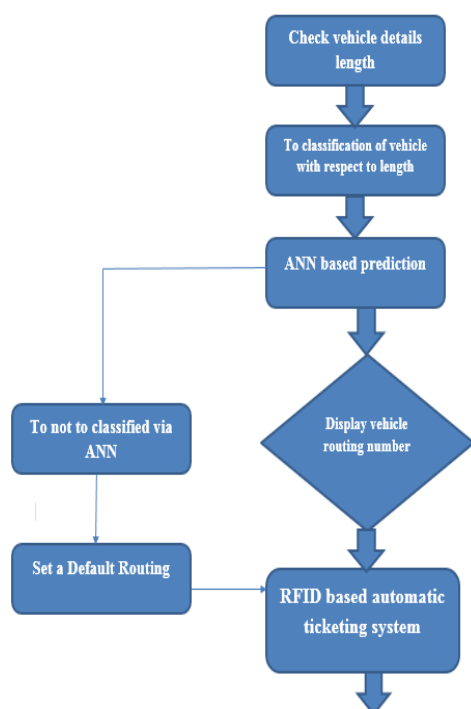 Check vehicle details
length
To classification of vehicle
with respect to length
ANN based prediction
Display vehicle
routing number
To not to classified via
ANN
Set a Default Routing
RFID based automatic
ticketing system